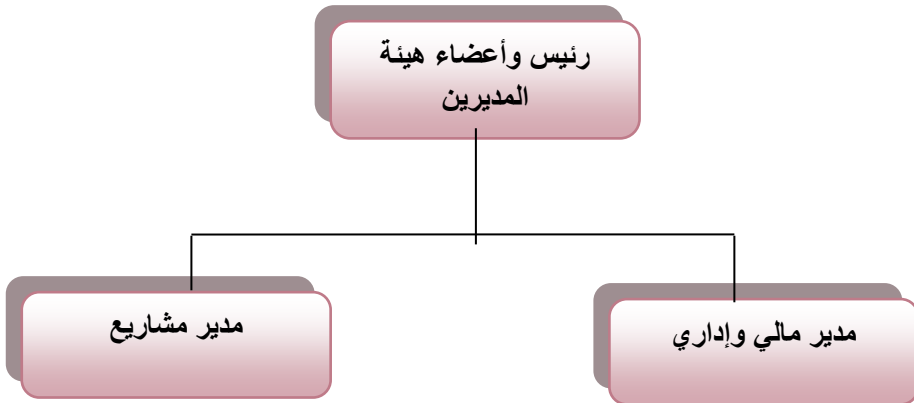 رئيس وأعضاء هيئة
المديرين
مدير مالي وإداري
مدير مشاريع